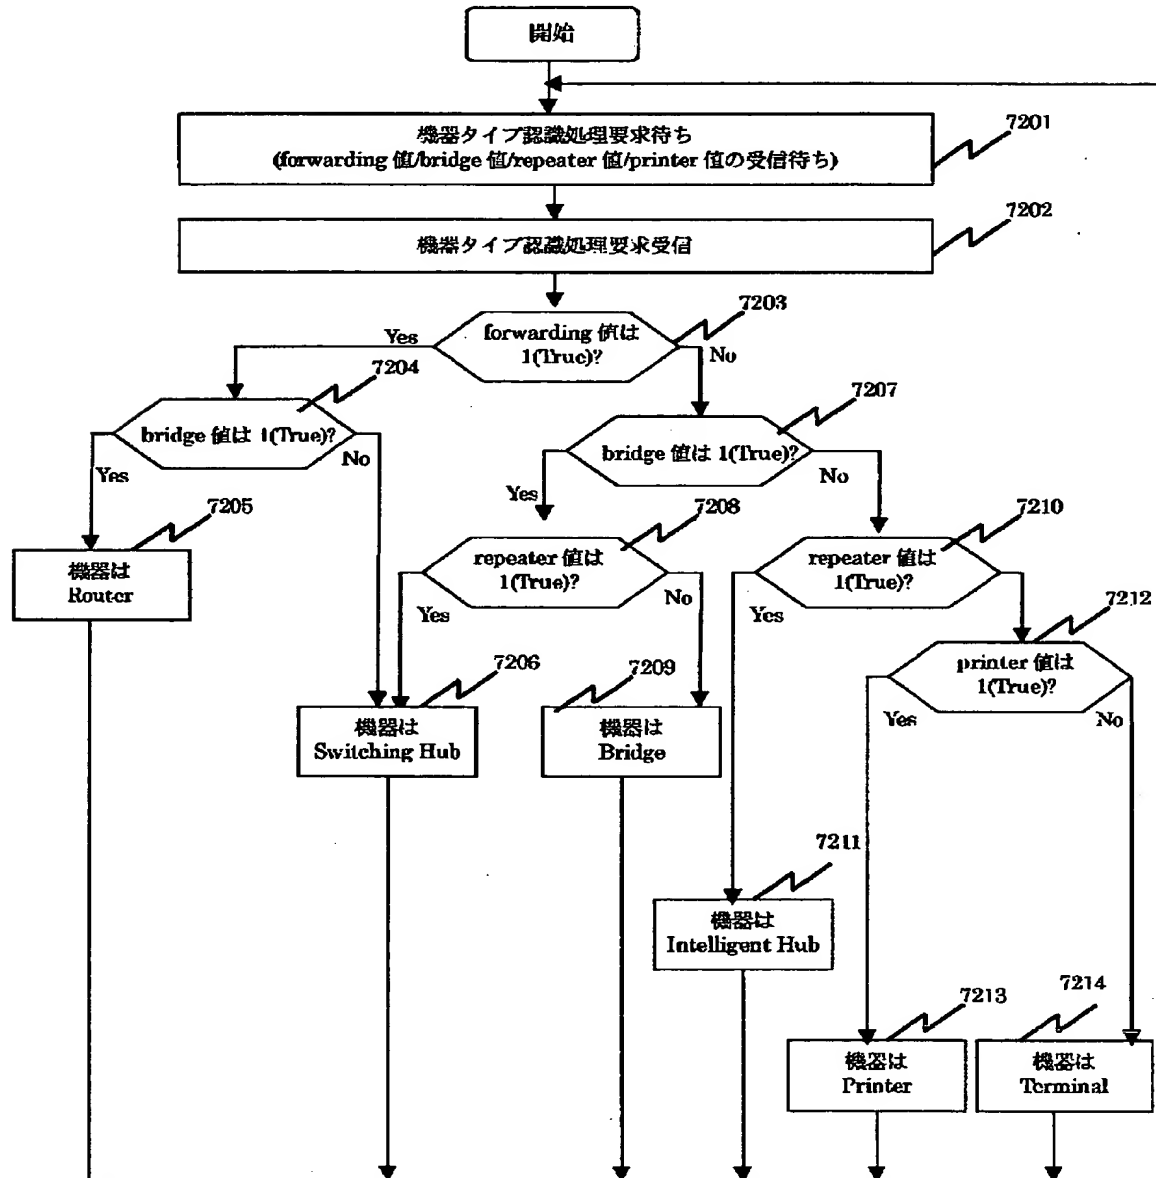 開始
機器タイプ認識処理要求待ち
(forwarding 値/bridge 値/repeater 値/printer 値の受信待ち)
7201
機器タイプ認識処理要求受信
7202
forwarding 値は
1(True)?
7203
Yes
No
bridge 値は 1(True)?
7204
Yes
No
bridge 値は 1(True)?
7207
Yes
No
機器は
Router
7205
repeater 値は
1(True)?
7208
Yes
No
repeater 値は
1(True)?
7210
Yes
printer 値は
1(True)?
7212
Yes
No
機器は
Switching Hub
7206
機器は
Bridge
7209
機器は
Intelligent Hub
7211
機器は
Printer
7213
機器は
Terminal
7214